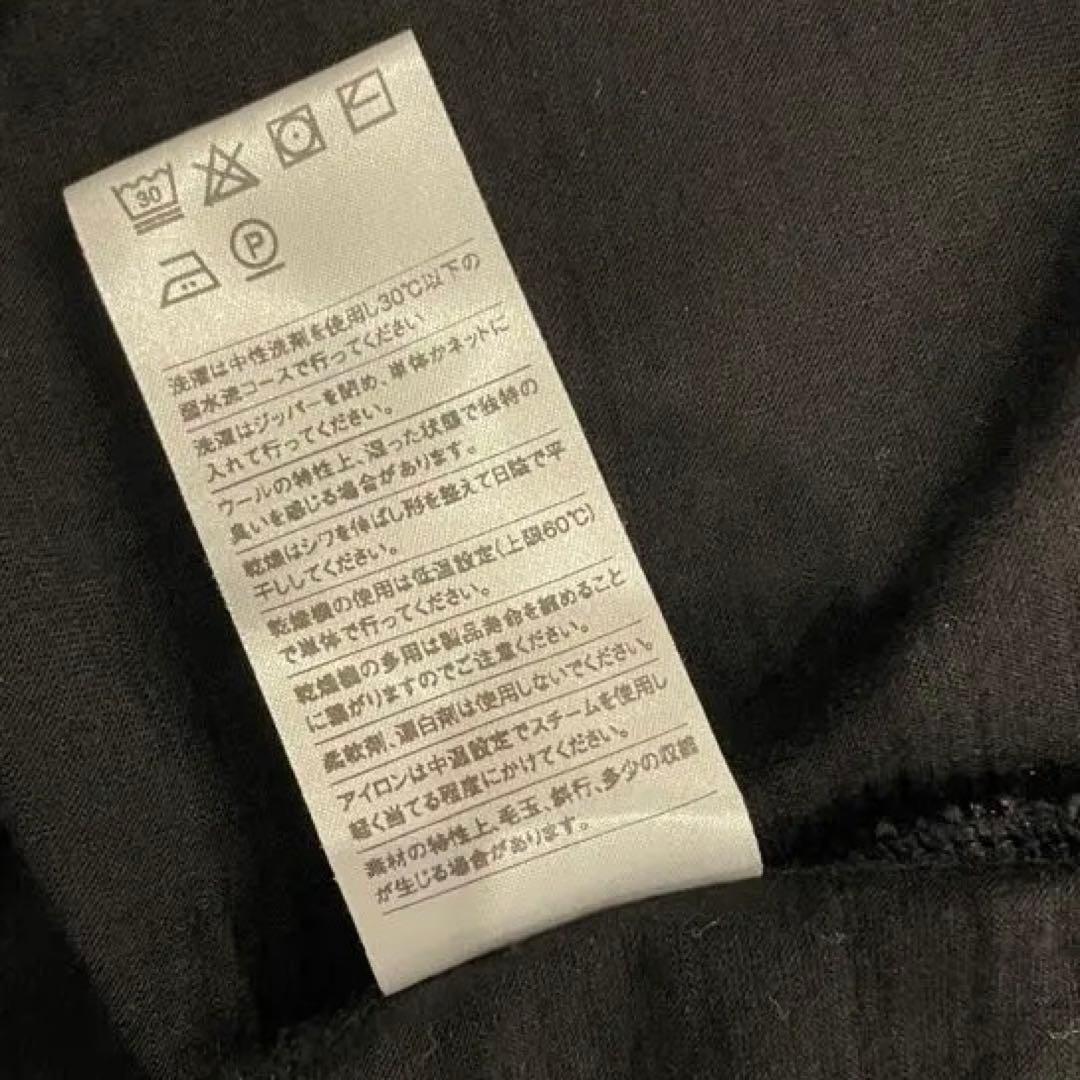 30
P
洗濯は中性洗剤を使用し30℃以下の
弱水流コースで行ってください
洗濯はジッパーを閉め、単体かネットに
入れて行ってください。
ウールの特性上、湿った状態で独特の
臭いを感じる場合があります。
乾燥はシワを伸ばし形を整えて日陰で平
干ししてください。
乾燥機の使用は低温設定(上限60℃)
で単体で行ってください。
乾燥機の多用は製品寿命を縮めること
に繋がりますのでご注意ください。
柔軟剤、漂白剤は使用しないでください。
アイロンは中温設定でスチームを使用し
軽く当てる程度にかけてください。
素材の特性上、毛玉、斜行、多少の収縮
が生じる場合があります。